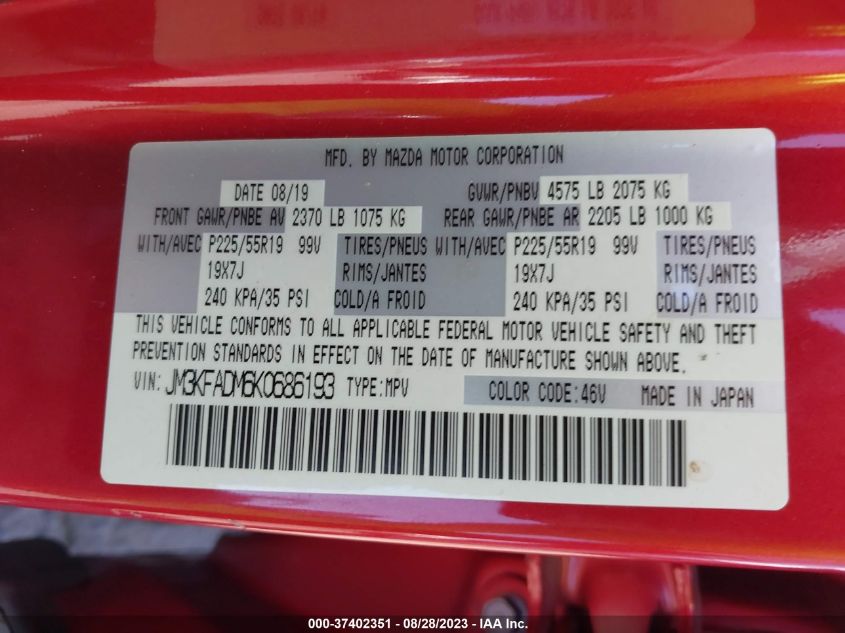 MFD. BY MAZDA MOTOR CORPORATION
DATE 08/19 GVWR/PNBV 4575 LB 2075 KG
FRONT GAWR/PNBE AV 2370 LB 1075 KG REAR GAWR/PNBE AR 2205 LB 1000 KG
WITH/AVEC P225/55R19 99V TIRES/PNEUS WITH/AVEC P225/55R19 99V TIRES/PNEUS
19X7J RIMS/JANTES 19X7J RIMS/JANTES
240 KPA/35 PSI COLD/A FROID 240 KPA/35 PSI COLD/A FROID
THIS VEHICLE CONFORMS TO ALL APPLICABLE FEDERAL MOTOR VEHICLE SAFETY AND THEFT
PREVENTION STANDARDS IN EFFECT ON THE DATE OF MANUFACTURE SHOWN ABOVE.
VIN: JM3KFADM6K0686193 TYPE:MPV COLOR CODE:46V MADE IN JAPAN
000-37402351 - 08/28/2023 - IAA Inc.